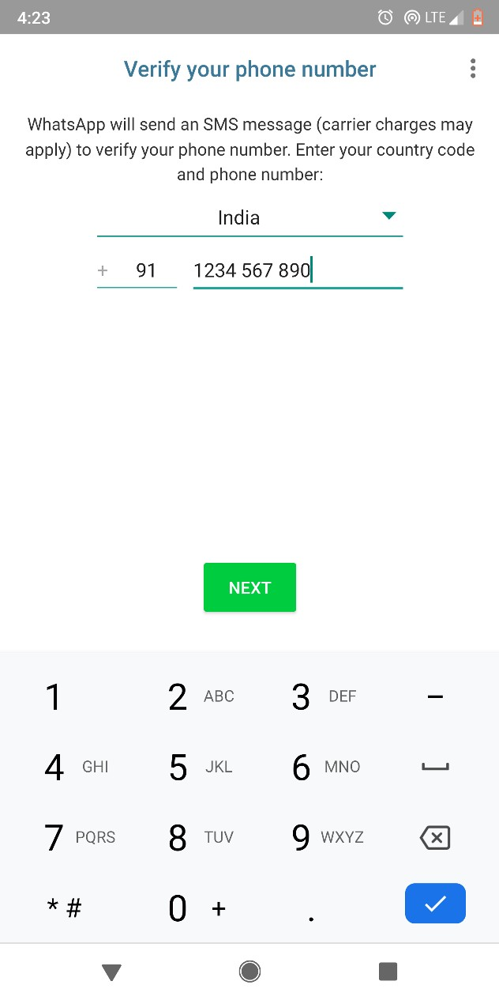 4:23 LTE
Verify your phone number
WhatsApp will send an SMS message (carrier charges may
apply) to verify your phone number. Enter your country code
and phone number:
India
+ 91 1234 567 890
NEXT
1 2 ABC 3 DEF –
4 GHI 5 JKL 6 MNO
7 PQRS 8 TUV 9 WXYZ
* # 0 + .